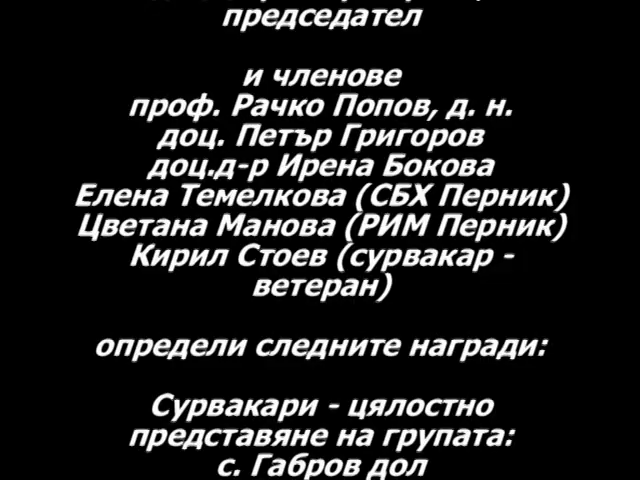 председател
и членове
проф. Рачко Попов, д. н.
доц. Петър Григоров
доц.д-р Ирена Бокова
Елена Темелкова (СБХ Перник)
Цветана Манова (РИМ Перник)
Кирил Стоев (сурвакар -
ветеран)
определи следните награди:
Сурвакари - цялостно
представяне на групата:
с. Габров дол